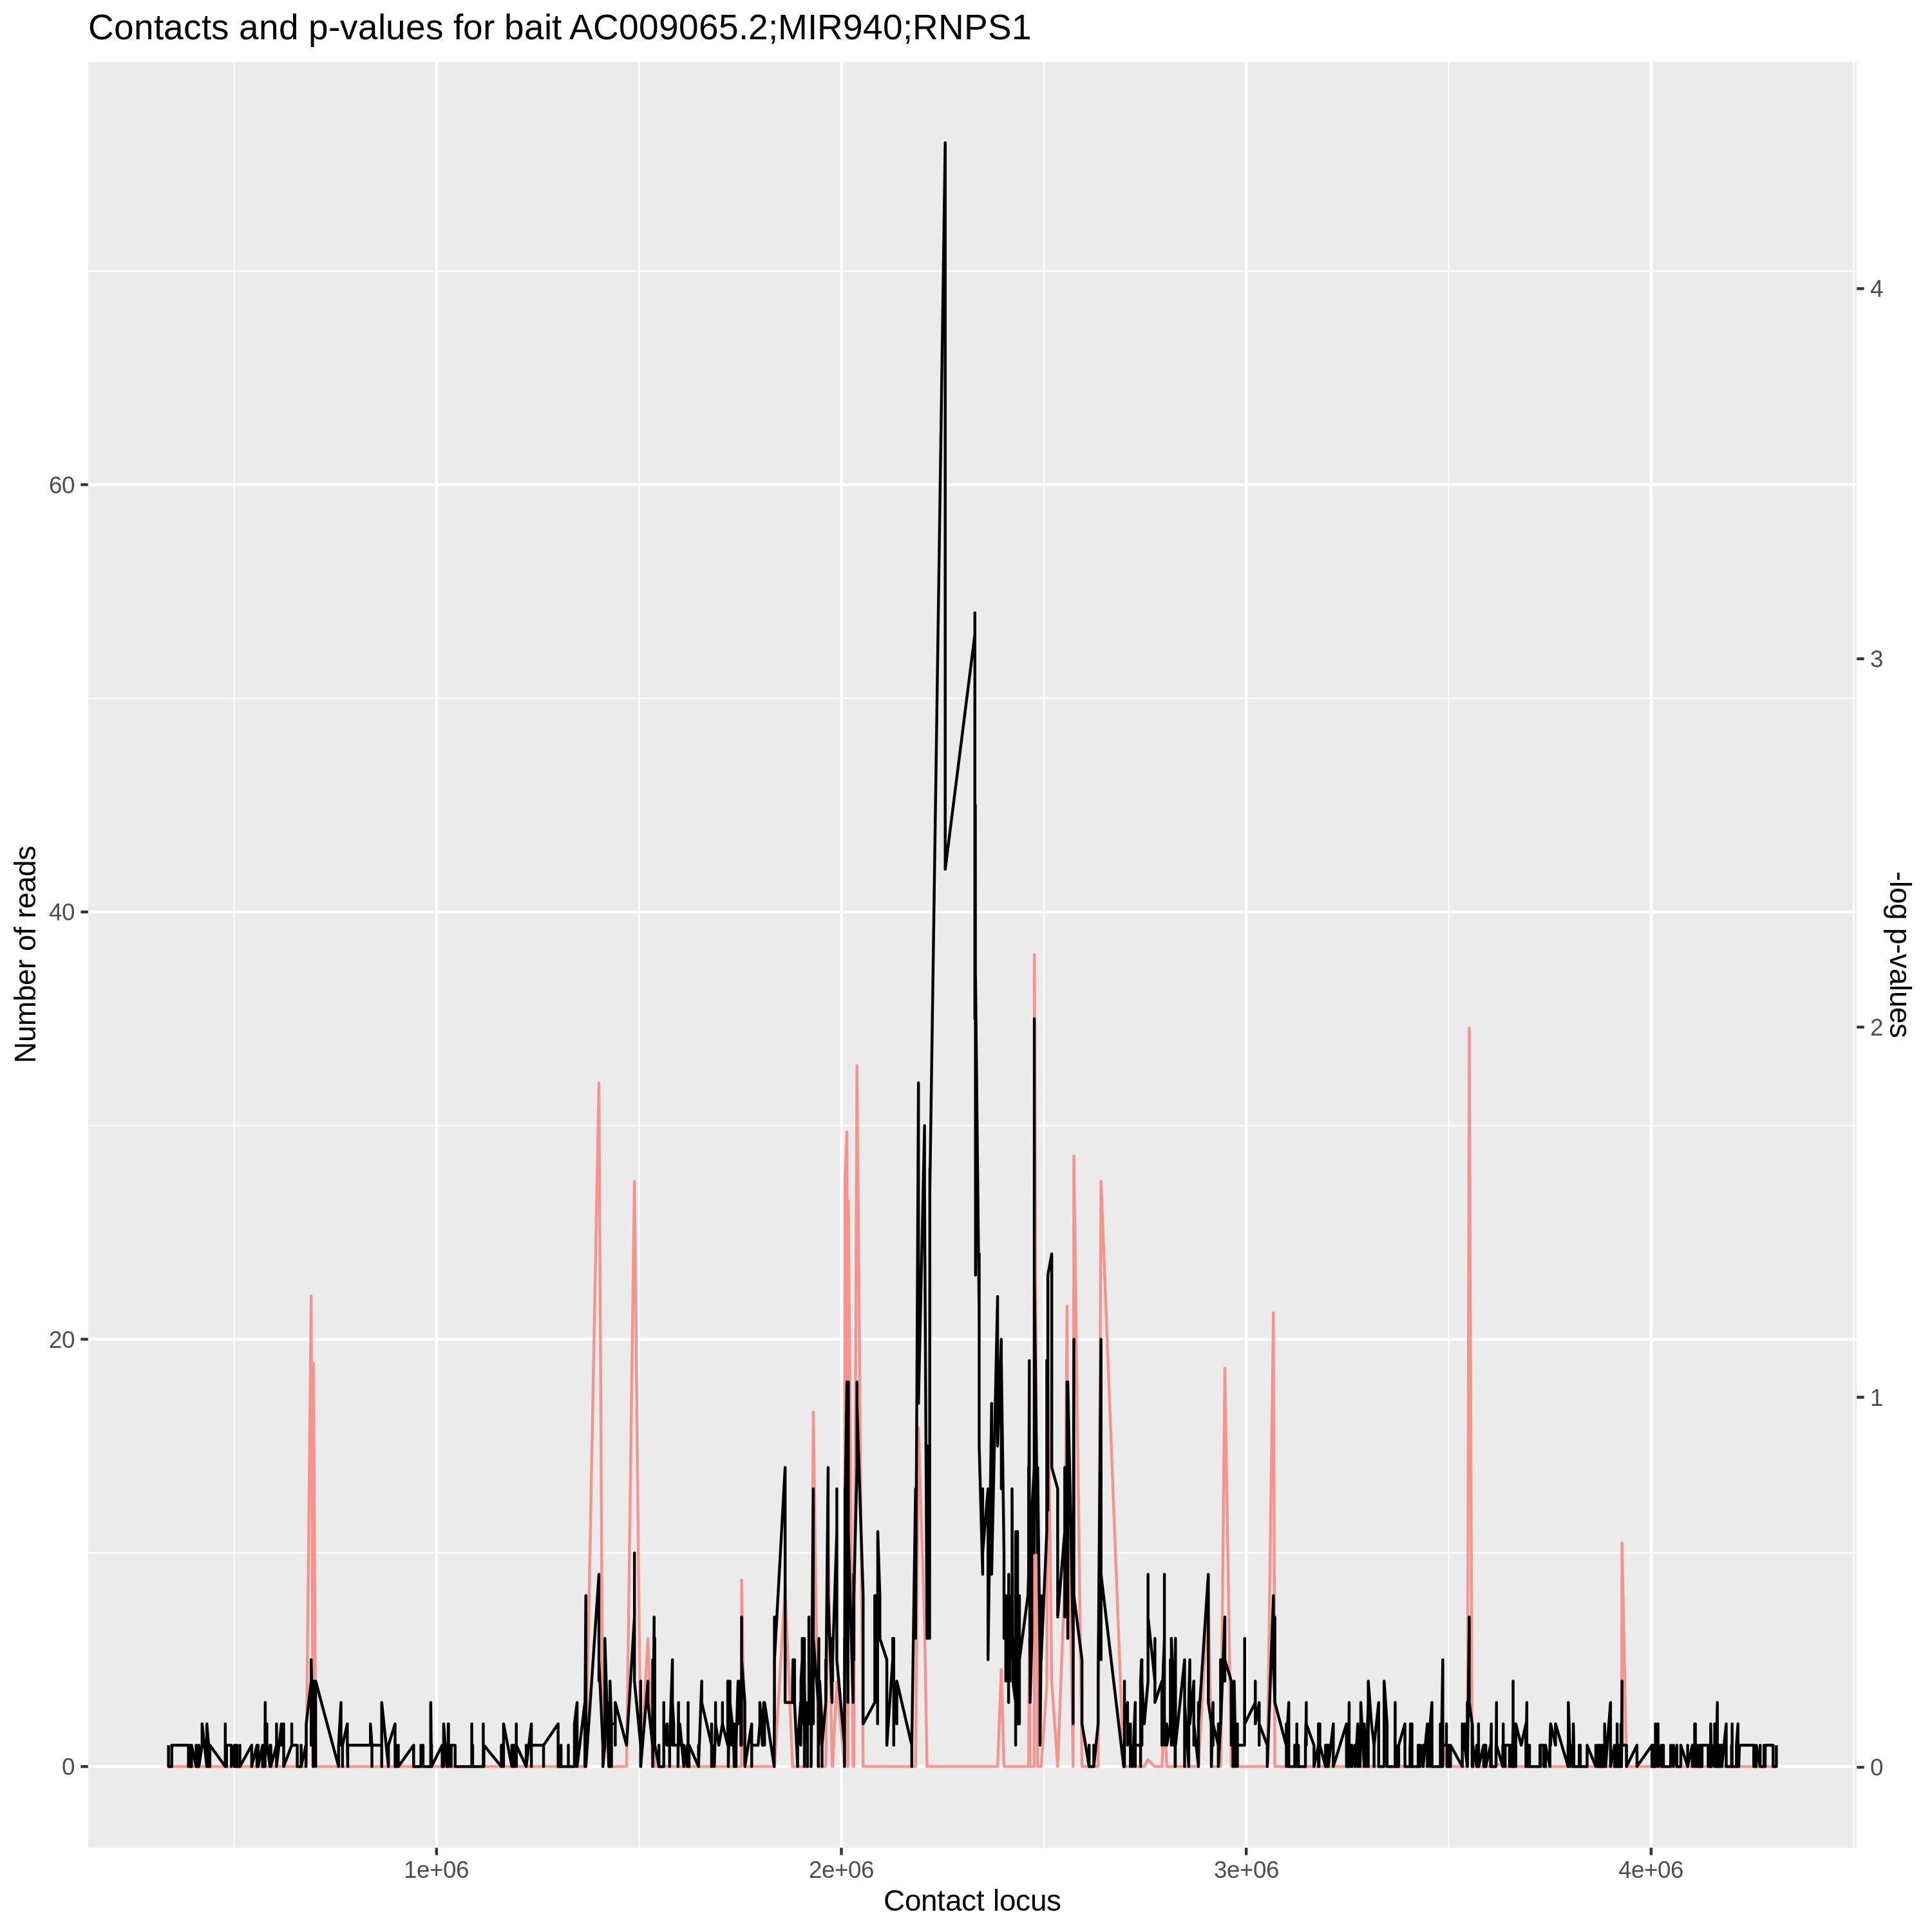 Contacts and p-values for bait AC009065.2;MIR940;RNPS1
Number of reads
60
40
20
0
4
3
2
1
0
-log p-values
1e+06
2e+06
3e+06
4e+06
Contact locus